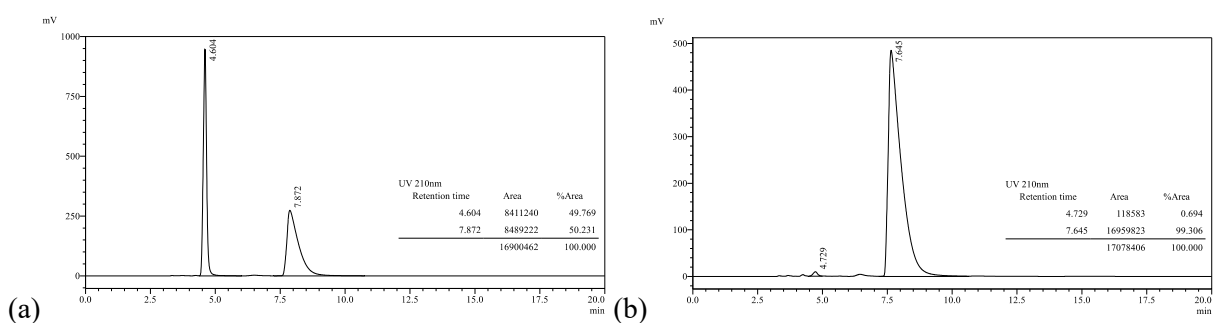 mV
1000
750
500
250
0
4.604
7.872
UV 210nm
Retention time Area %Area
4.604 8411240 49.769
7.872 8489222 50.231
16900462 100.000
0.0 2.5 5.0 7.5 10.0 12.5 15.0 17.5 20.0
min
(a)
mV
500
400
300
200
100
0
4.729
7.645
UV 210nm
Retention time Area %Area
4.729 118583 0.694
7.645 16959823 99.306
17078406 100.000
0.0 2.5 5.0 7.5 10.0 12.5 15.0 17.5 20.0
min
(b)